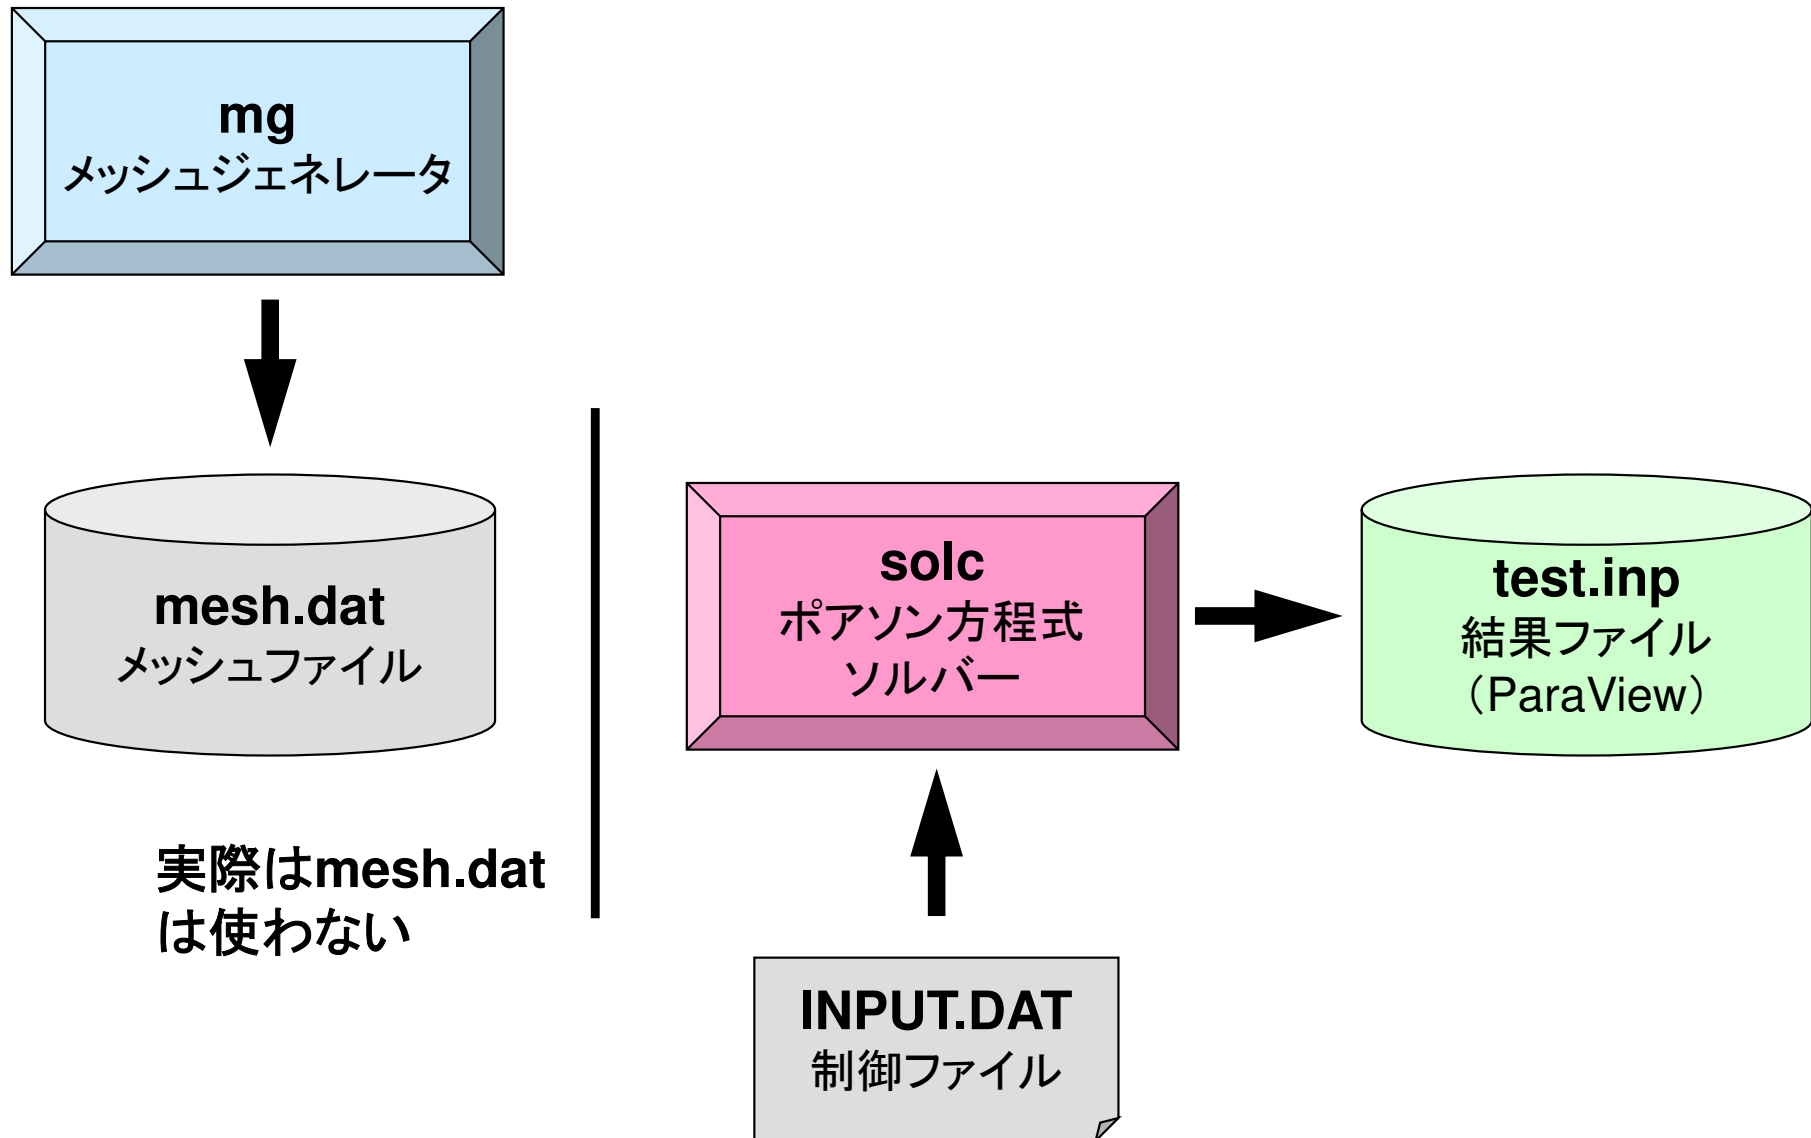 mg
メッシュジェネレータ
mesh.dat
メッシュファイル
実際はmesh.dat
は使わない
solc
ポアソン方程式
ソルバー
test.inp
結果ファイル
（ParaView）
INPUT.DAT
制御ファイル